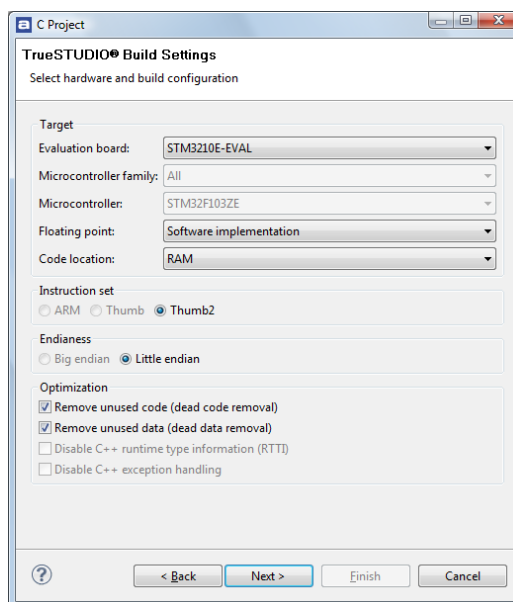 a C Project
TrueSTUDIO® Build Settings
Select hardware and build configuration
Target
Evaluation board: STM3210E-EVAL
Microcontroller family: All
Microcontroller: STM32F103ZE
Floating point: Software implementation
Code location: RAM
Instruction set
ARM Thumb Thumb2
Endianess
Big endian Little endian
Optimization
Remove unused code (dead code removal)
Remove unused data (dead data removal)
Disable C++ runtime type information (RTTI)
Disable C++ exception handling
? < Back Next > Finish Cancel